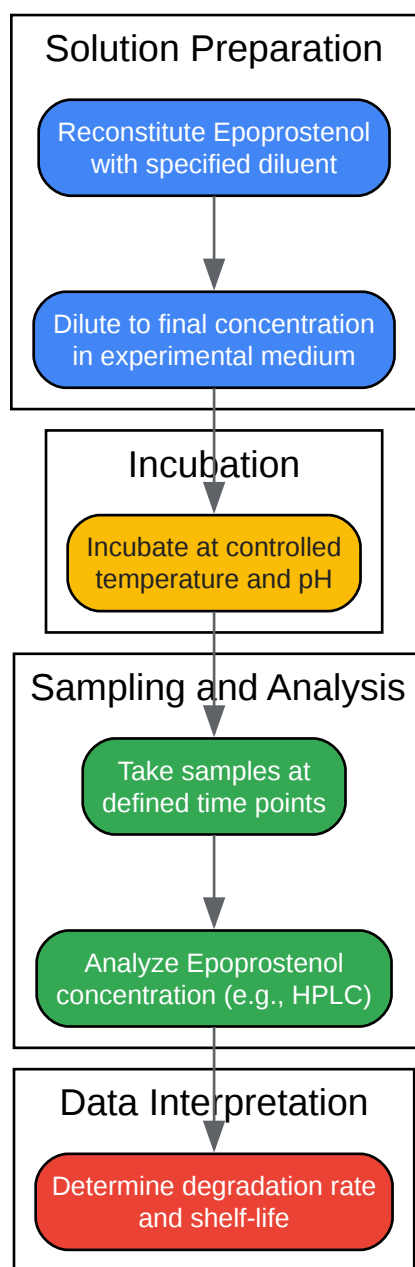 Solution Preparation
Reconstitute Epoprostenol
with specified diluent
Dilute to final concentration
in experimental medium
Incubation
Incubate at controlled
temperature and pH
Sampling and Analysis
Take samples at
defined time points
Analyze Epoprostenol
concentration (e.g., HPLC)
Data Interpretation
Determine degradation rate
and shelf-life